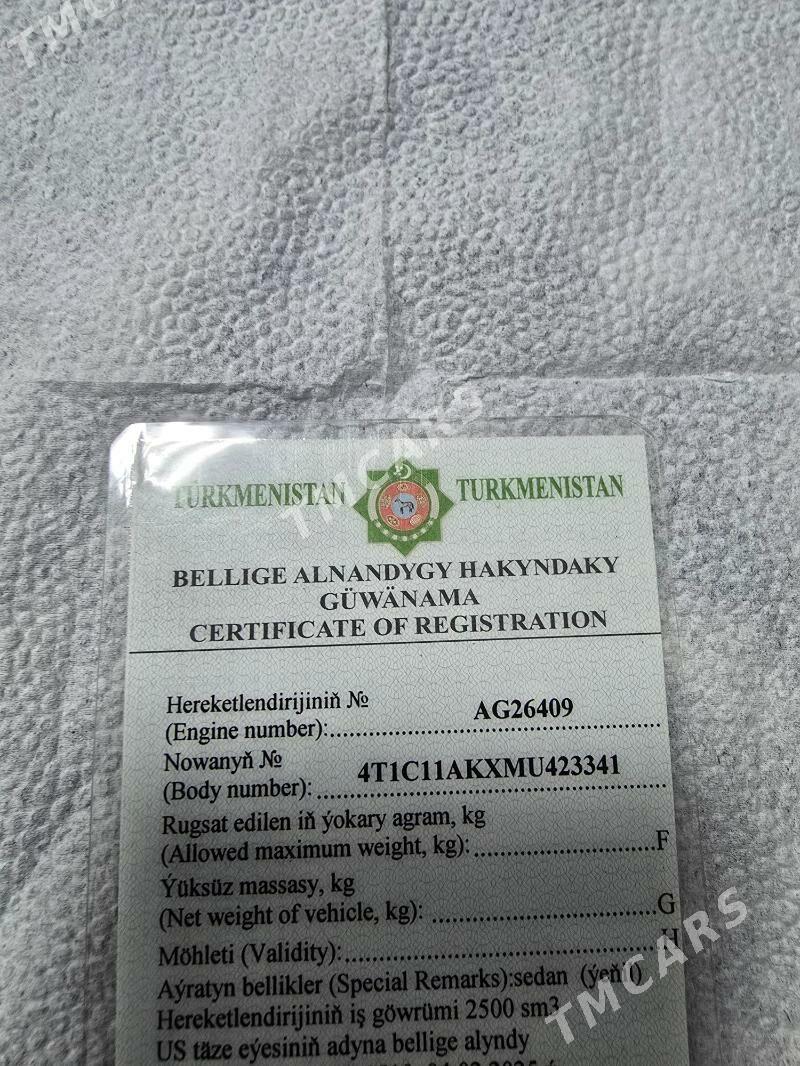 TMCARS
TÜRKMENISTAN TURKMENISTAN
TMCARS
BELLIGE ALNANDYGY HAKYNDAKY
GÜWÄNAMA
CERTIFICATE OF REGISTRATION
Hereketlendirijiniň №
(Engine number): AG26409
Nowanyň №
(Body number): 4T1C11AKXMU423341
Rugsat edilen iň ýokary agram, kg
(Allowed maximum weight, kg): F
Ýüksüz massasy, kg
(Net weight of vehicle, kg): G
Möhleti (Validity): H
Aýratyn bellikler (Special Remarks):sedan (ýeňil)
Hereketlendirijiniň iş göwrümi 2500 sm3
TMCARS
US täze eýesiniň adyna bellige alyndy